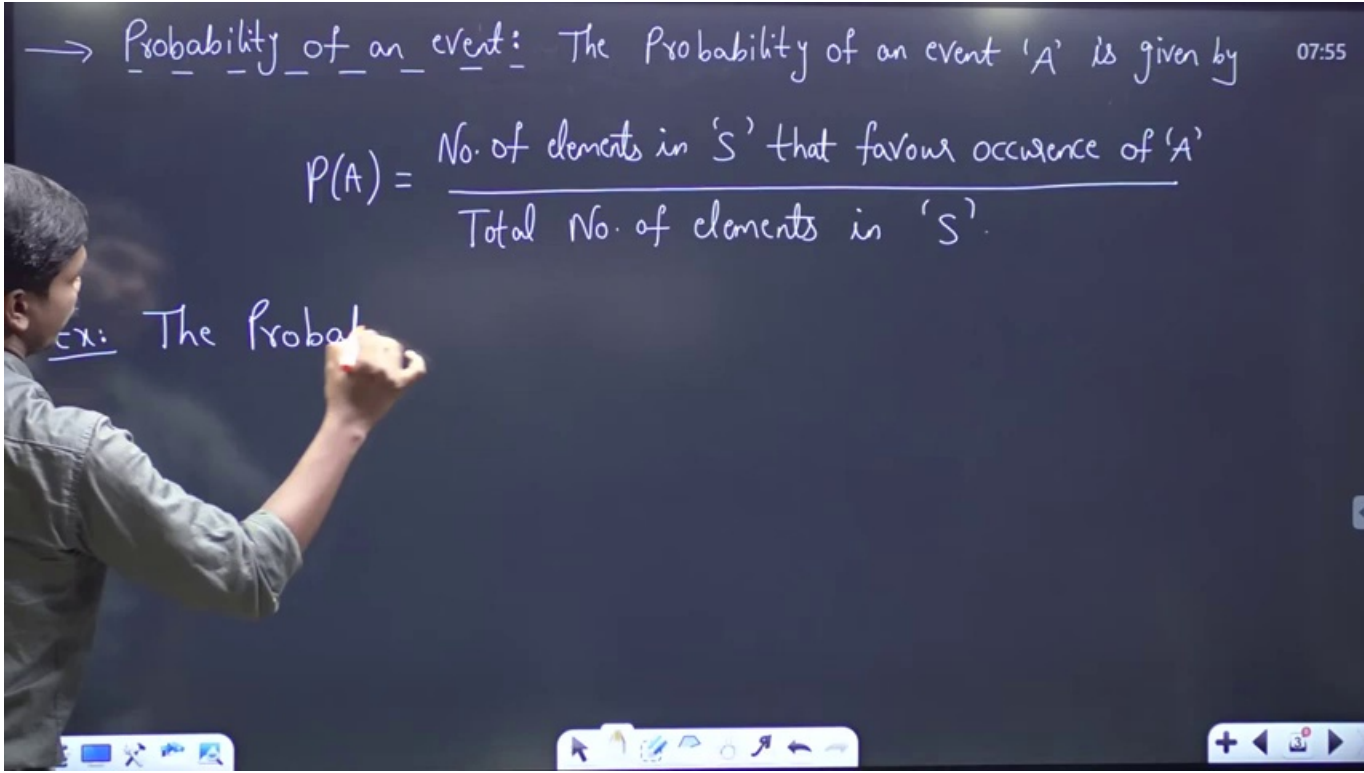 → Probability of an event: The Probability of an event 'A' is given by 07:55
P(A) = No. of elements in 'S' that favour occurence of 'A'
Total No. of elements in 'S'.
Ex: The Probab
3